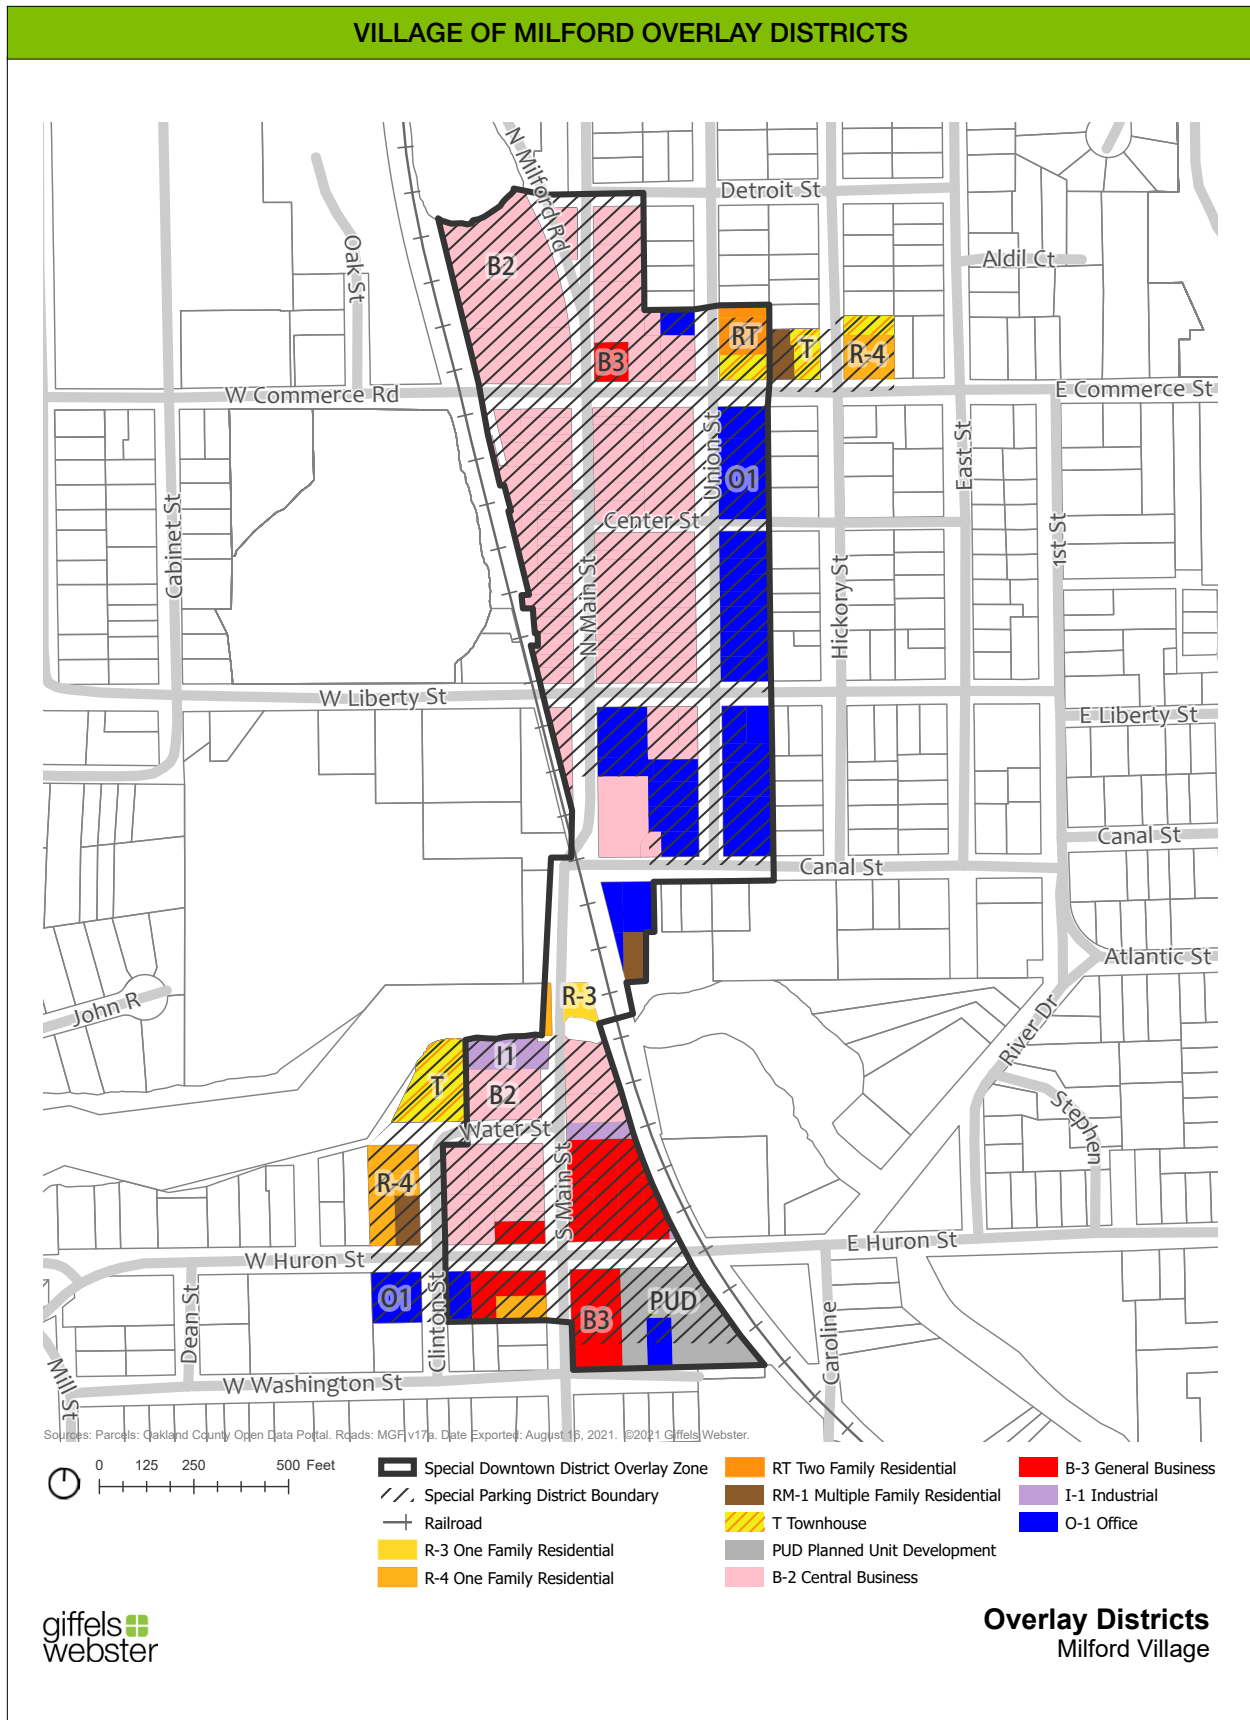 VILLAGE OF MILFORD OVERLAY DISTRICTS
N Milford Rd
Detroit St
Oak St
Aldil Ct
B2
B3
RT
T
R-4
W Commerce Rd
E Commerce St
Union St
East St
O1
Center St
Cabinet St
N Main St
Hickory St
1st St
W Liberty St
E Liberty St
Canal St
Canal St
Atlantic St
John R
R-3
River Dr
I1
T
B2
Stephen
Water St
R-4
S Main St
W Huron St
E Huron St
O1
Clinton St
Dean St
B3
PUD
Caroline
Mill St
W Washington St
Sources: Parcels: Oakland County Open Data Portal. Roads: MGF v17a. Date Exported: August 16, 2021. ©2021 Giffels Webster.
0 125 250 500 Feet
Special Downtown District Overlay Zone
Special Parking District Boundary
Railroad
R-3 One Family Residential
R-4 One Family Residential
RT Two Family Residential
RM-1 Multiple Family Residential
T Townhouse
PUD Planned Unit Development
B-2 Central Business
B-3 General Business
I-1 Industrial
O-1 Office
giffels
webster
Overlay Districts
Milford Village